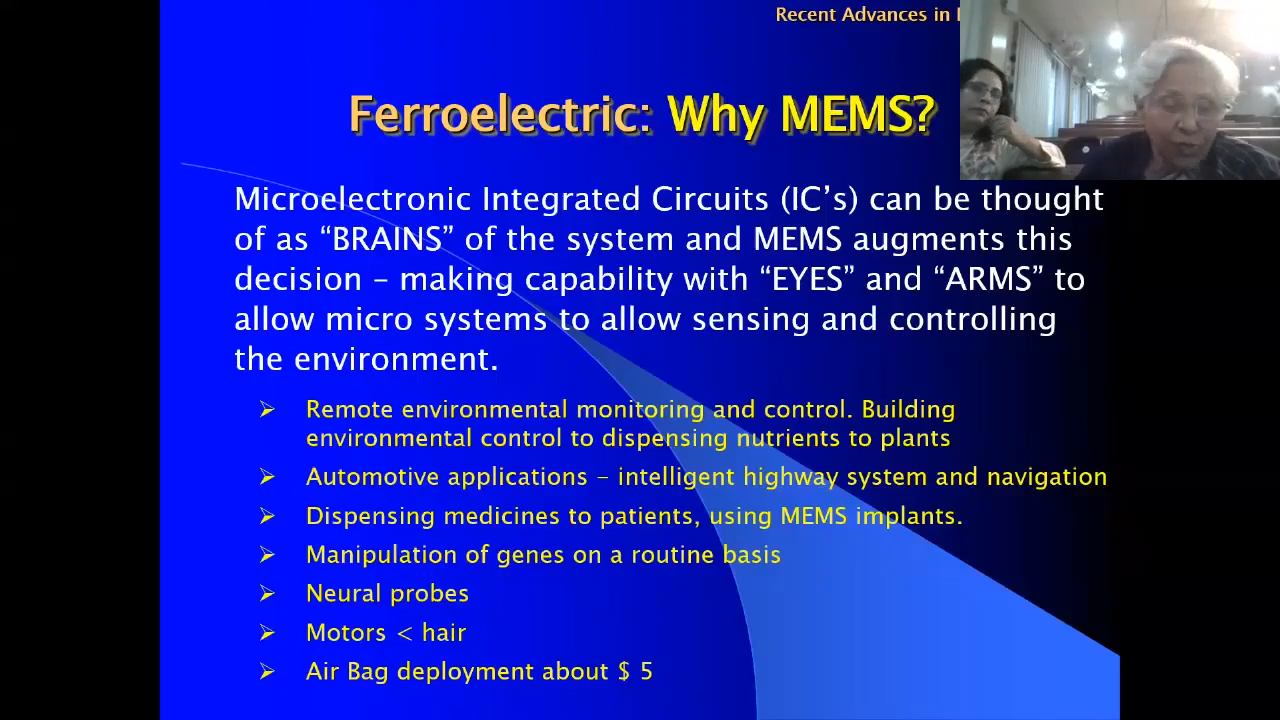 Recent Advances in
Ferroelectric: Why MEMS?
Microelectronic Integrated Circuits (IC's) can be thought
of as “BRAINS” of the system and MEMS augments this
decision – making capability with “EYES” and “ARMS” to
allow micro systems to allow sensing and controlling
the environment.
Remote environmental monitoring and control. Building
environmental control to dispensing nutrients to plants
Automotive applications – intelligent highway system and navigation
Dispensing medicines to patients, using MEMS implants.
Manipulation of genes on a routine basis
Neural probes
Motors < hair
Air Bag deployment about $ 5